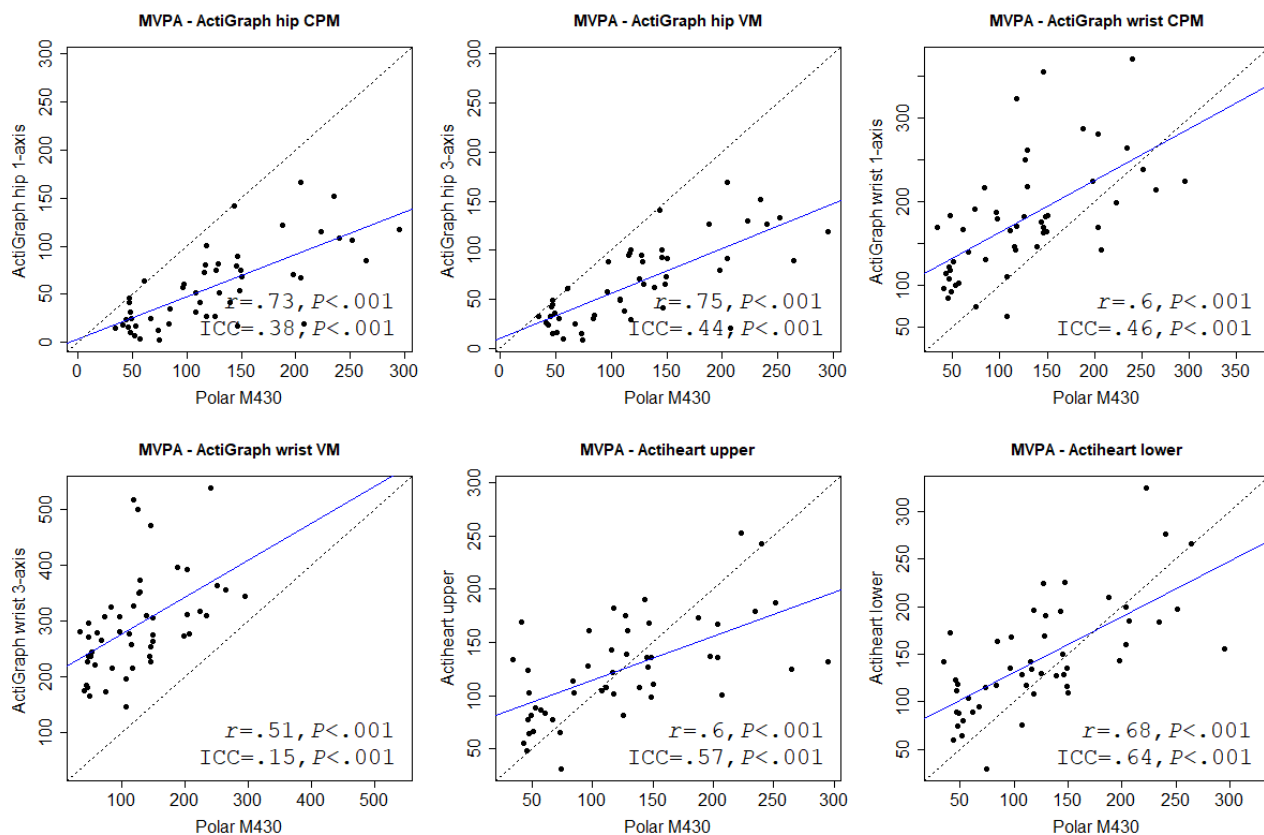 MVPA - ActiGraph hip CPM
ActiGraph hip 1-axis
300
250
200
150
100
50
0
r=.73, P<.001
ICC=.38, P<.001
0 50 100 150 200 250 300
Polar M430
MVPA - ActiGraph hip VM
ActiGraph hip 3-axis
300
250
200
150
100
50
0
r=.75, P<.001
ICC=.44, P<.001
0 50 100 150 200 250 300
Polar M430
MVPA - ActiGraph wrist CPM
ActiGraph wrist 1-axis
300
200
150
100
50
r=.6, P<.001
ICC=.46, P<.001
50 100 150 200 250 300 350
Polar M430
MVPA - ActiGraph wrist VM
ActiGraph wrist 3-axis
500
400
300
200
100
r=.51, P<.001
ICC=.15, P<.001
100 200 300 400 500
Polar M430
MVPA - Actiheart upper
Actiheart upper
300
250
200
150
100
50
r=.6, P<.001
ICC=.57, P<.001
50 100 150 200 250 300
Polar M430
MVPA - Actiheart lower
Actiheart lower
300
250
200
150
100
50
r=.68, P<.001
ICC=.64, P<.001
50 100 150 200 250 300
Polar M430